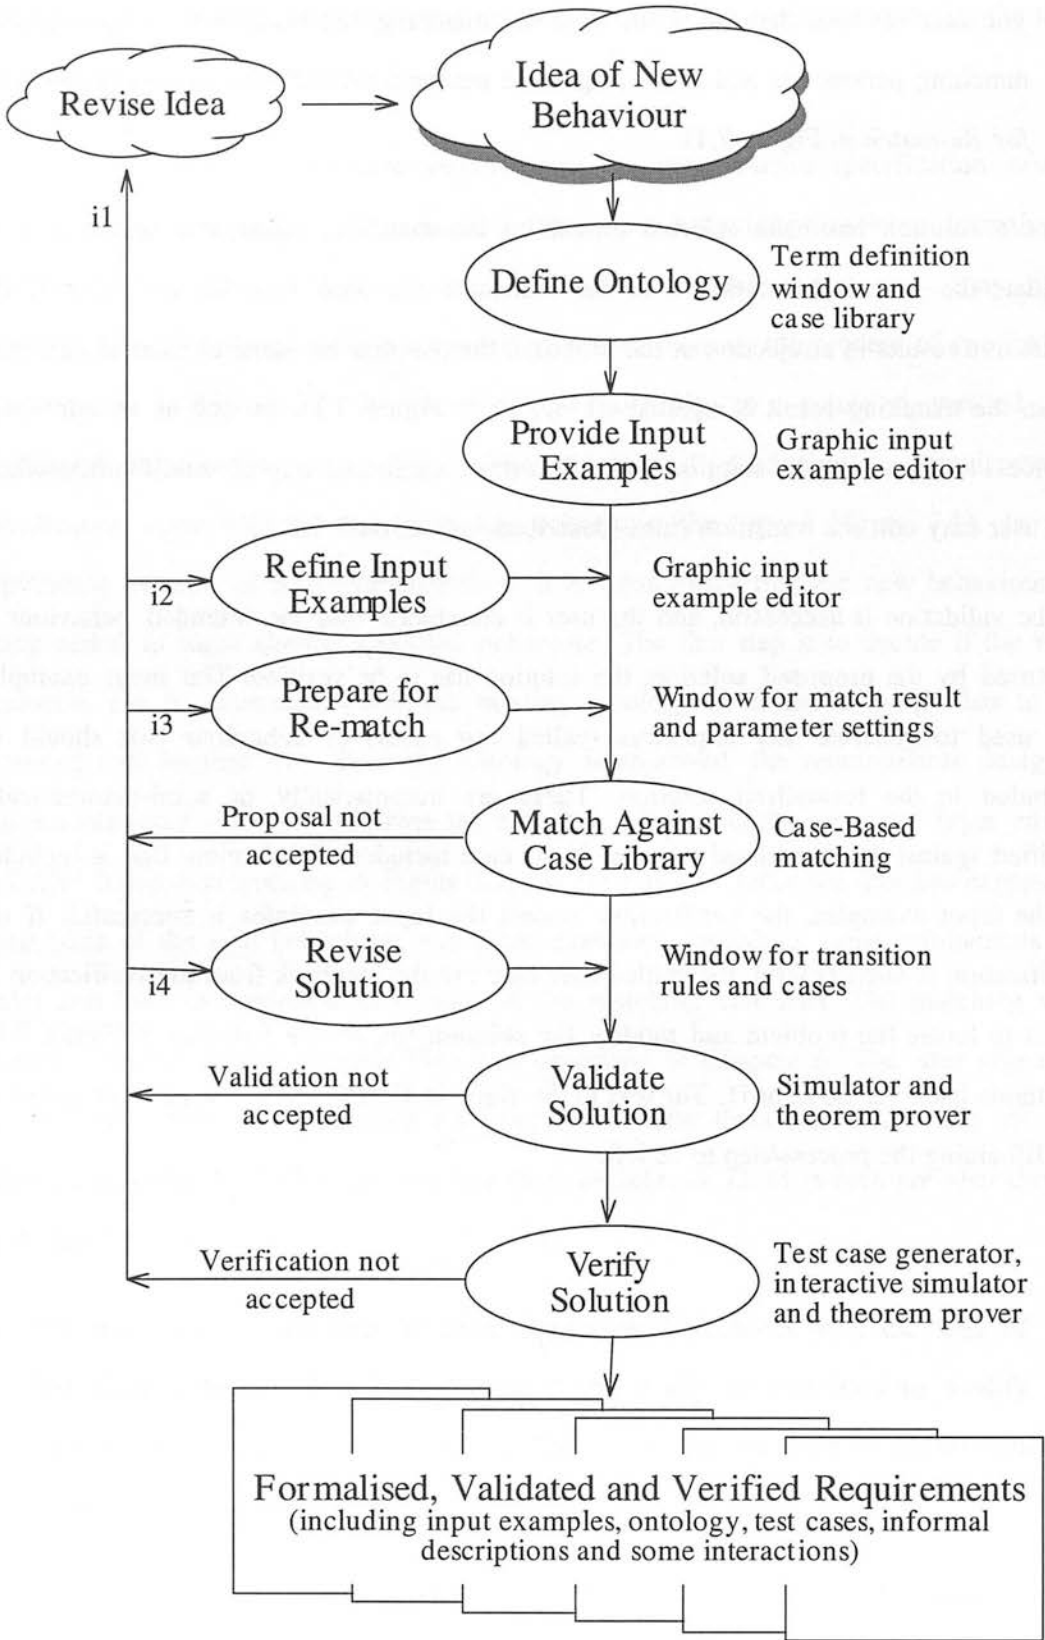 Revise Idea
Idea of New
Behaviour
i1
Define Ontology
Term definition
window and
case library
Provide Input
Examples
Graphic input
example editor
i2
Refine Input
Examples
Graphic input
example editor
i3
Prepare for
Re-match
Window for match result
and parameter settings
Proposal not
accepted
Match Against
Case Library
Case-Based
matching
i4
Revise
Solution
Window for transition
rules and cases
Validation not
accepted
Validate
Solution
Simulator and
theorem prover
Verification not
accepted
Verify
Solution
Test case generator,
interactive simulator
and theorem prover
Formalised, Validated and Verified Requirements
(including input examples, ontology, test cases, informal
descriptions and some interactions)